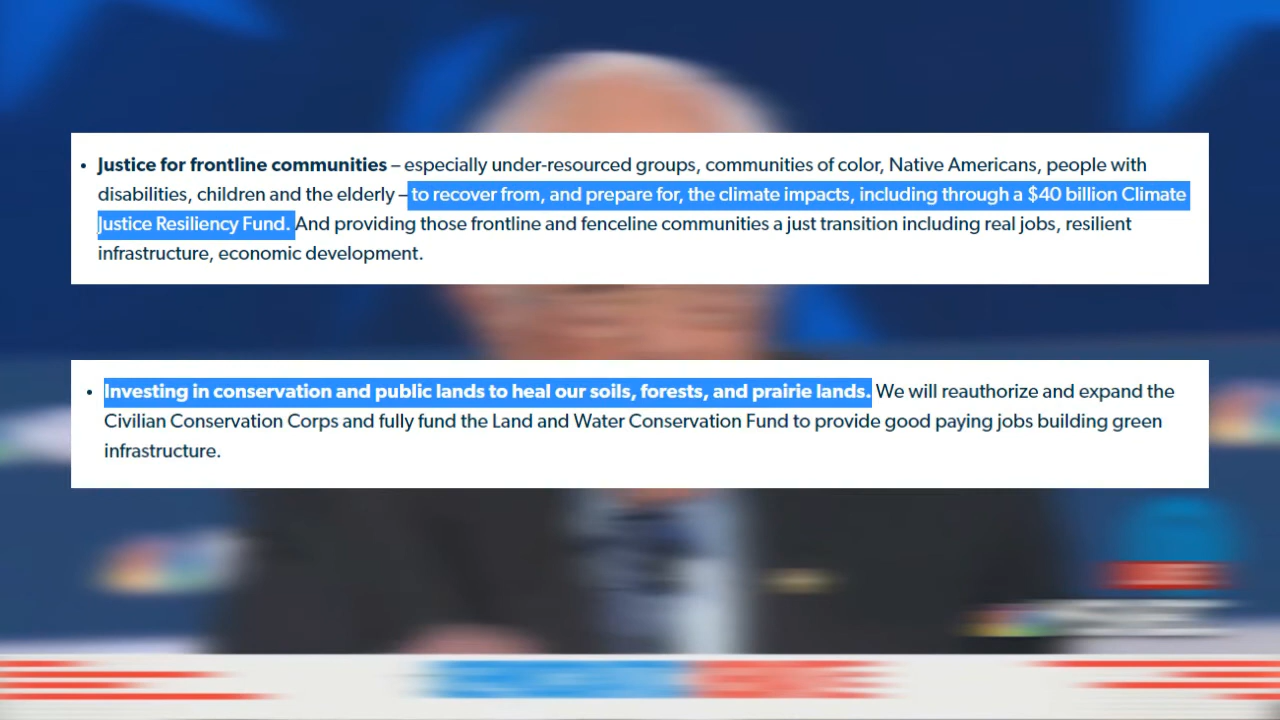 • Justice for frontline communities – especially under-resourced groups, communities of color, Native Americans, people with
disabilities, children and the elderly – to recover from, and prepare for, the climate impacts, including through a $40 billion Climate
Justice Resiliency Fund. And providing those frontline and fenceline communities a just transition including real jobs, resilient
infrastructure, economic development.
• Investing in conservation and public lands to heal our soils, forests, and prairie lands. We will reauthorize and expand the
Civilian Conservation Corps and fully fund the Land and Water Conservation Fund to provide good paying jobs building green
infrastructure.